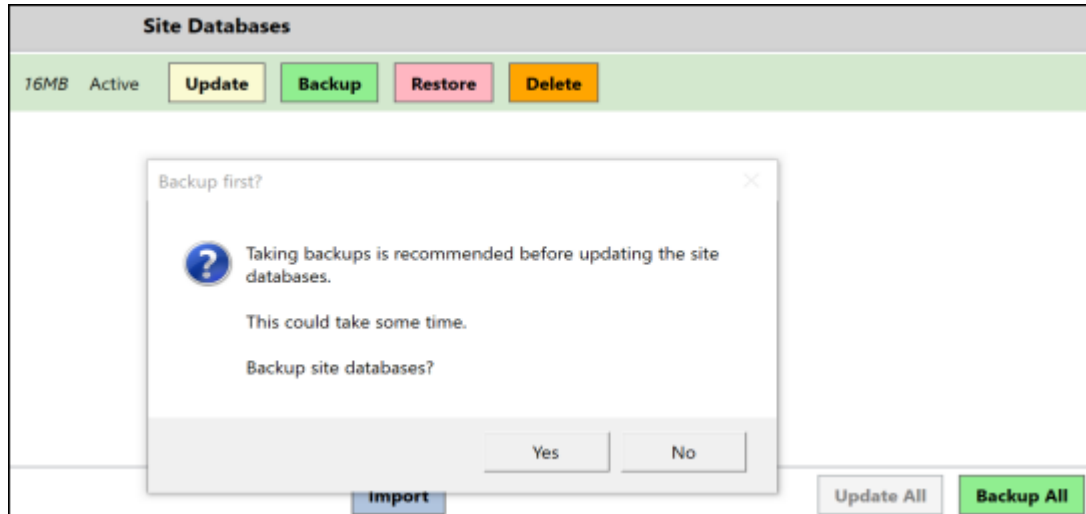 Site Databases
16MB Active Update Backup Restore Delete
Backup first?
Taking backups is recommended before updating the site
databases.
This could take some time.
Backup site databases?
Yes No
Import Update All Backup All